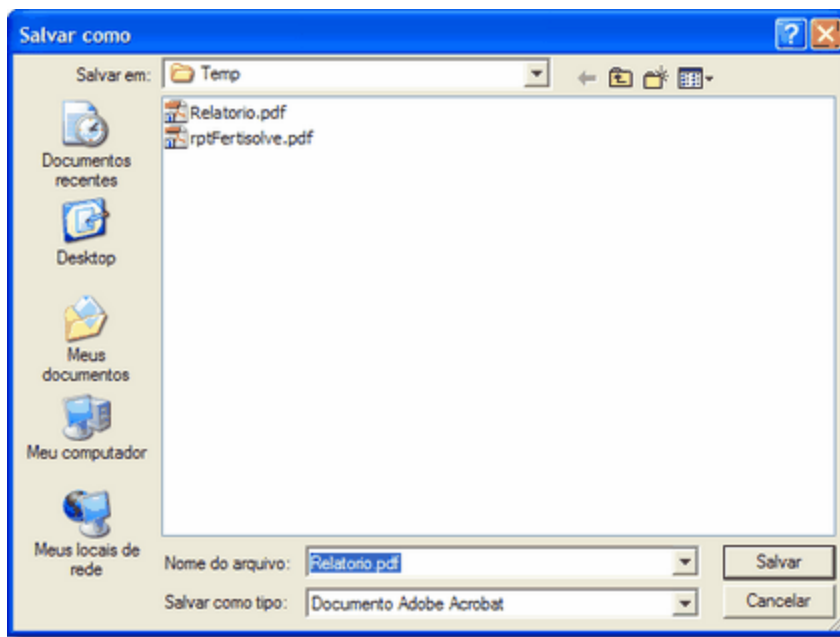 Salvar como
Salvar em:
Temp
Relatorio.pdf
rptFertisolve.pdf
Documentos
recentes
Desktop
Meus
documentos
Meu computador
Meus locais de
rede
Nome do arquivo:
Relatorio.pdf
Salvar
Salvar como tipo:
Documento Adobe Acrobat
Cancelar